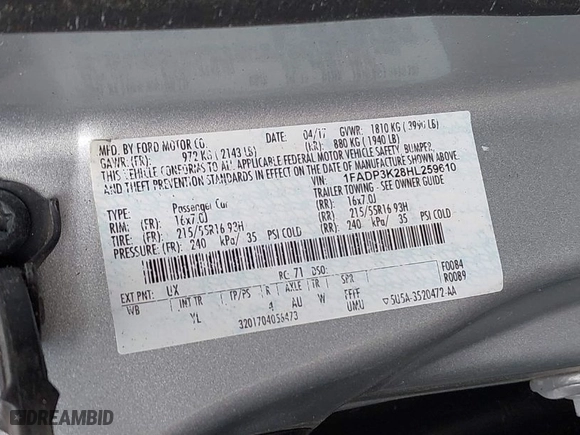 MFD. BY FORD MOTOR CO. DATE: 04/17 GVWR: 1810 KG (3990 LB)
GAWR: (FR): 972 KG (2143 LB) (RR): 880 KG (1940 LB)
THIS VEHICLE CONFORMS TO ALL APPLICABLE FEDERAL MOTOR VEHICLE SAFETY, BUMPER,
AND THEFT PREVENTION STANDARDS IN EFFECT ON THE DATE OF MANUFACTURE SHOWN ABOVE.
VIN: 1FADP3K28HL259610
TYPE: Passenger Car TIRE/TRAILER TOWING - SEE OWNER GUIDE
RIM: (FR): 16x7.0J (RR): 16x7.0J
TIRE: (FR): 215/55R16 93H (RR): 215/55R16 93H
PRESSURE: (FR): 240 kPa/ 35 PSI COLD (RR): 240 kPa/ 35 PSI COLD
EXT PNT: UX RC: 71 DSO: F0084
WB INT TR TP/PS R AXLE TR SPR R0089
YL 4 AU W FFIF
UMU ▽5U5A-3520472-AA
3201704056473
DREAMBID